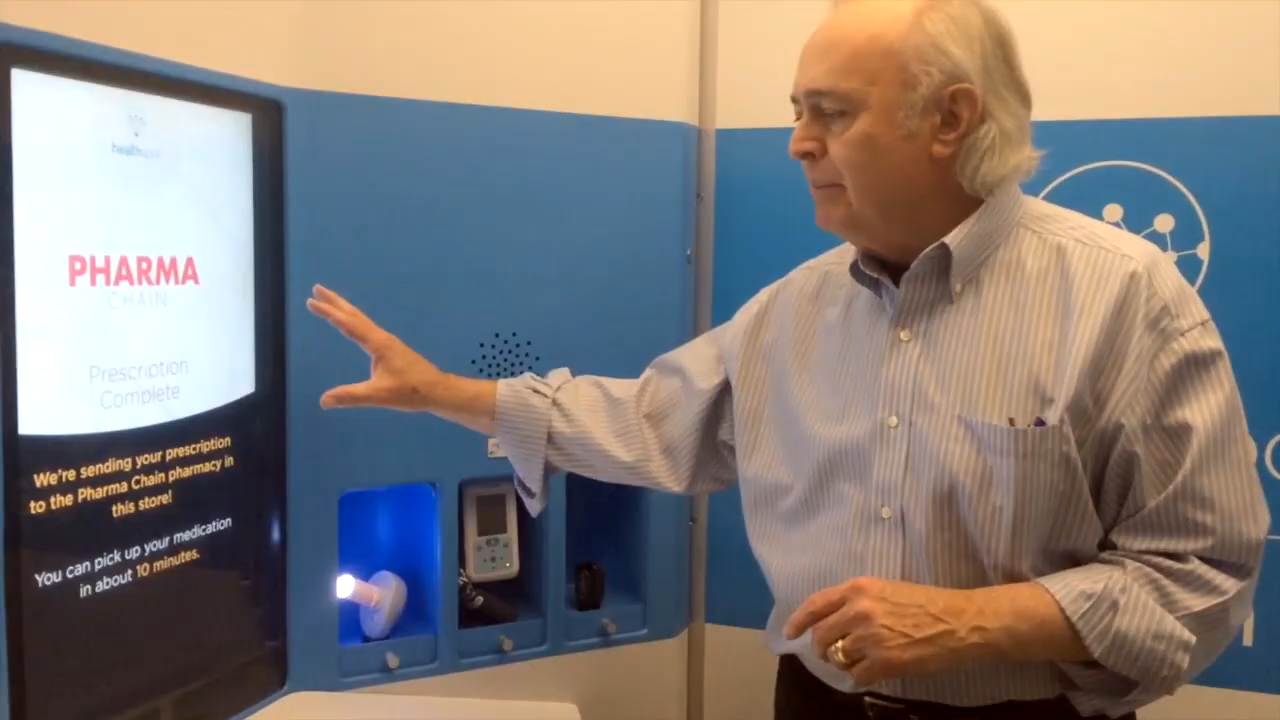 PHARMA
CHAIN
Prescription
Complete
We're sending your prescription
to the Pharma Chain pharmacy in
this store!
You can pick up your medication
in about 10 minutes.